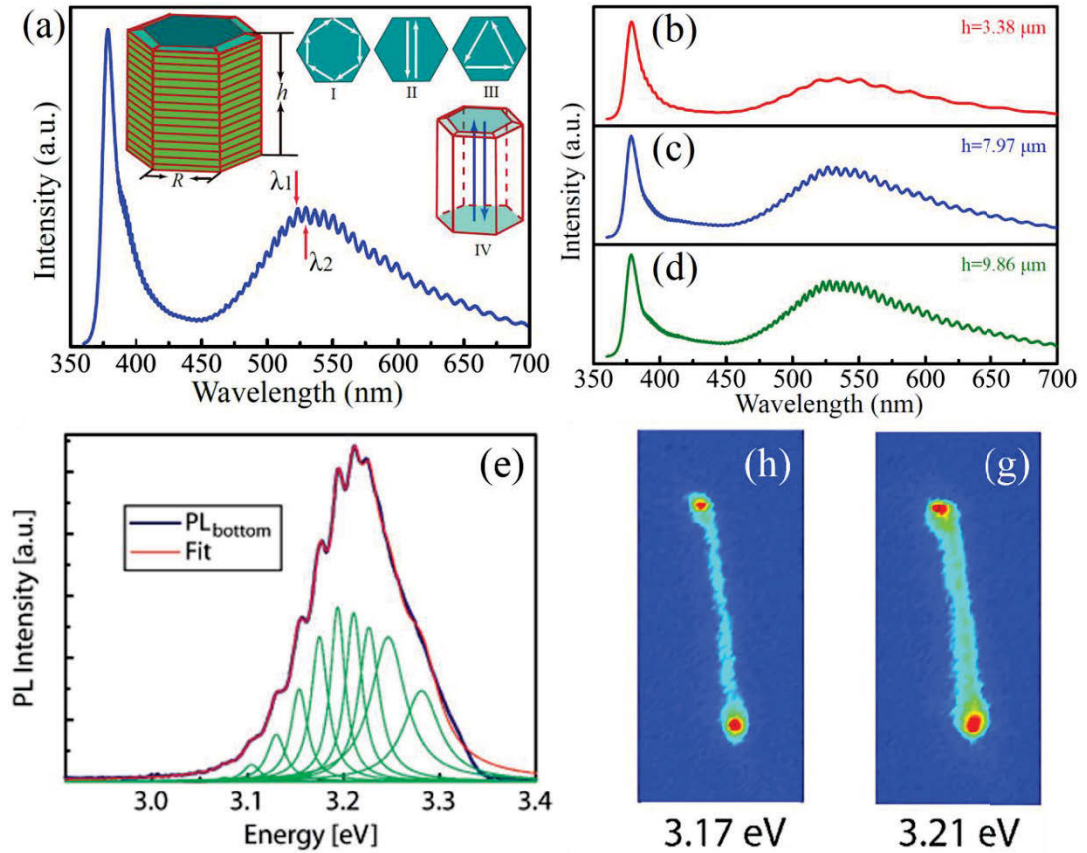 (a)
h
R
I II III
IV
λ1
λ2
Intensity (a.u.)
350 400 450 500 550 600 650 700
Wavelength (nm)
(b)
h=3.38 μm
(c)
h=7.97 μm
(d)
h=9.86 μm
Intensity (a.u.)
350 400 450 500 550 600 650 700
Wavelength (nm)
(e)
PLbottom
Fit
PL Intensity [a.u.]
3.0 3.1 3.2 3.3 3.4
Energy [eV]
(h)
3.17 eV
(g)
3.21 eV